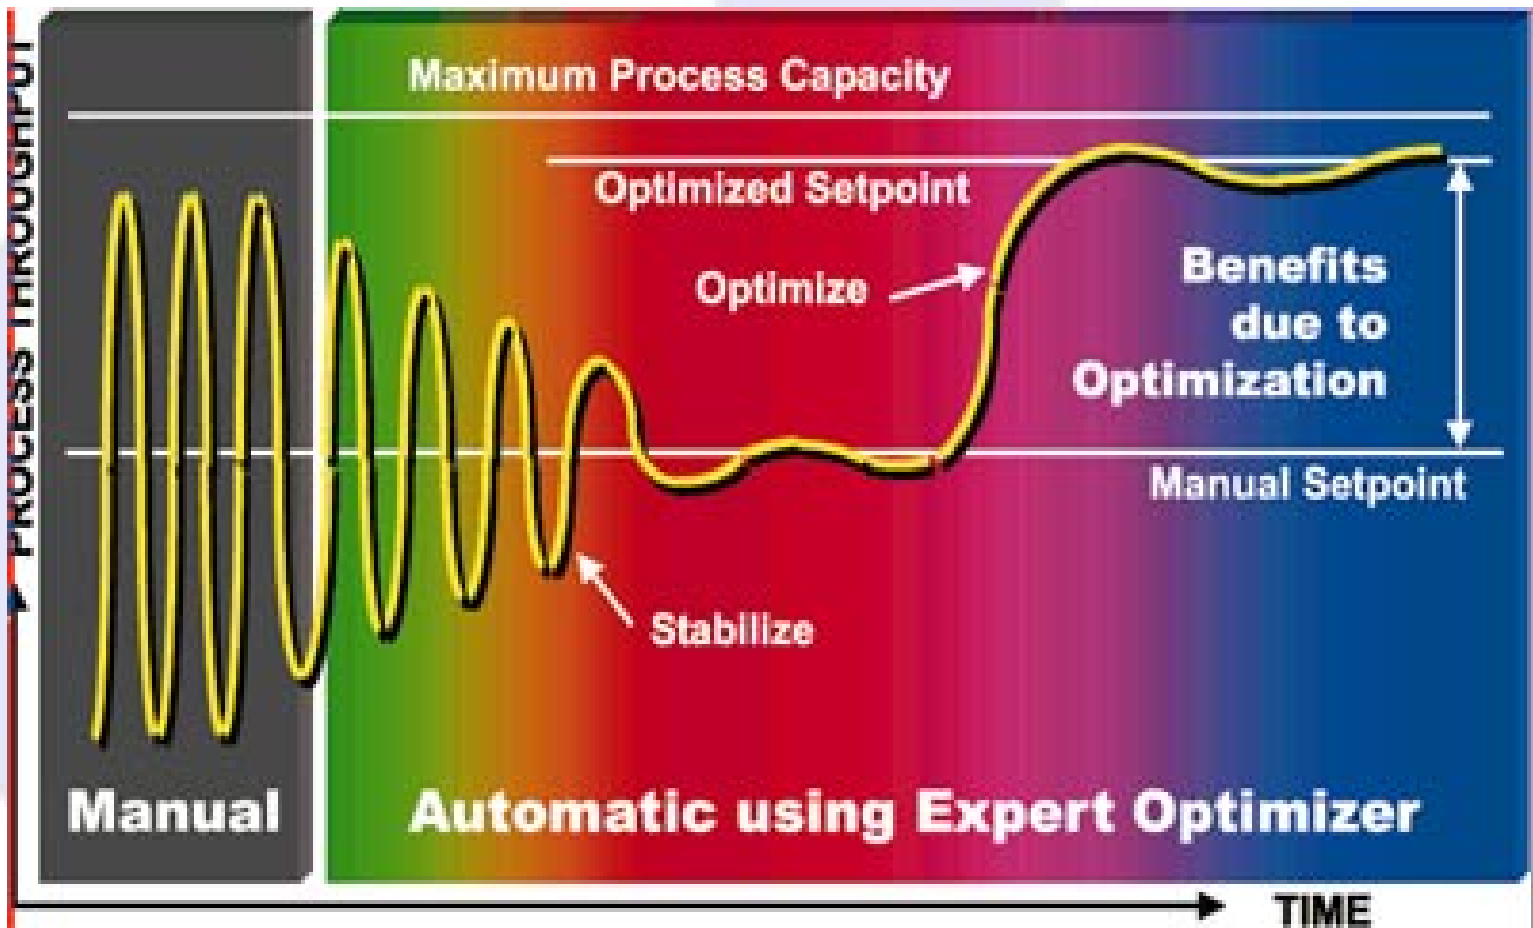 PROCESS THROUGHPUT
Maximum Process Capacity
Optimized Setpoint
Optimize
Benefits
due to
Optimization
Manual Setpoint
Stabilize
Manual
Automatic using Expert Optimizer
TIME